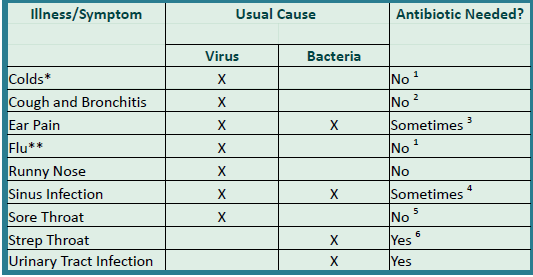 Illness/Symptom Usual Cause Antibiotic Needed?
Virus Bacteria
Colds* X No 1
Cough and Bronchitis X No 2
Ear Pain X X Sometimes 3
Flu** X No 1
Runny Nose X No
Sinus Infection X X Sometimes 4
Sore Throat X No 5
Strep Throat X Yes 6
Urinary Tract Infection X Yes